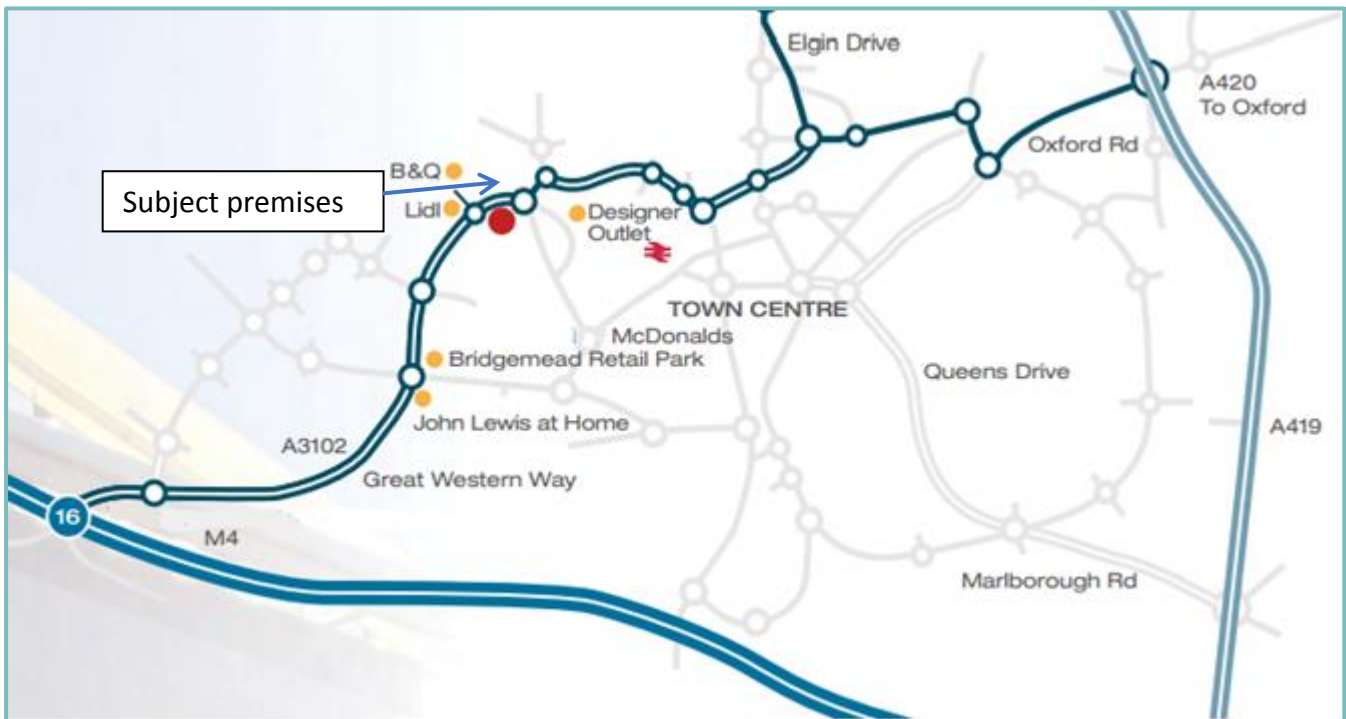 Elgin Drive
A420
To Oxford
Oxford Rd
B&Q
Subject premises
Lidl
Designer
Outlet
TOWN CENTRE
McDonalds
Bridgemead Retail Park
Queens Drive
John Lewis at Home
A419
A3102
Great Western Way
16
M4
Marlborough Rd